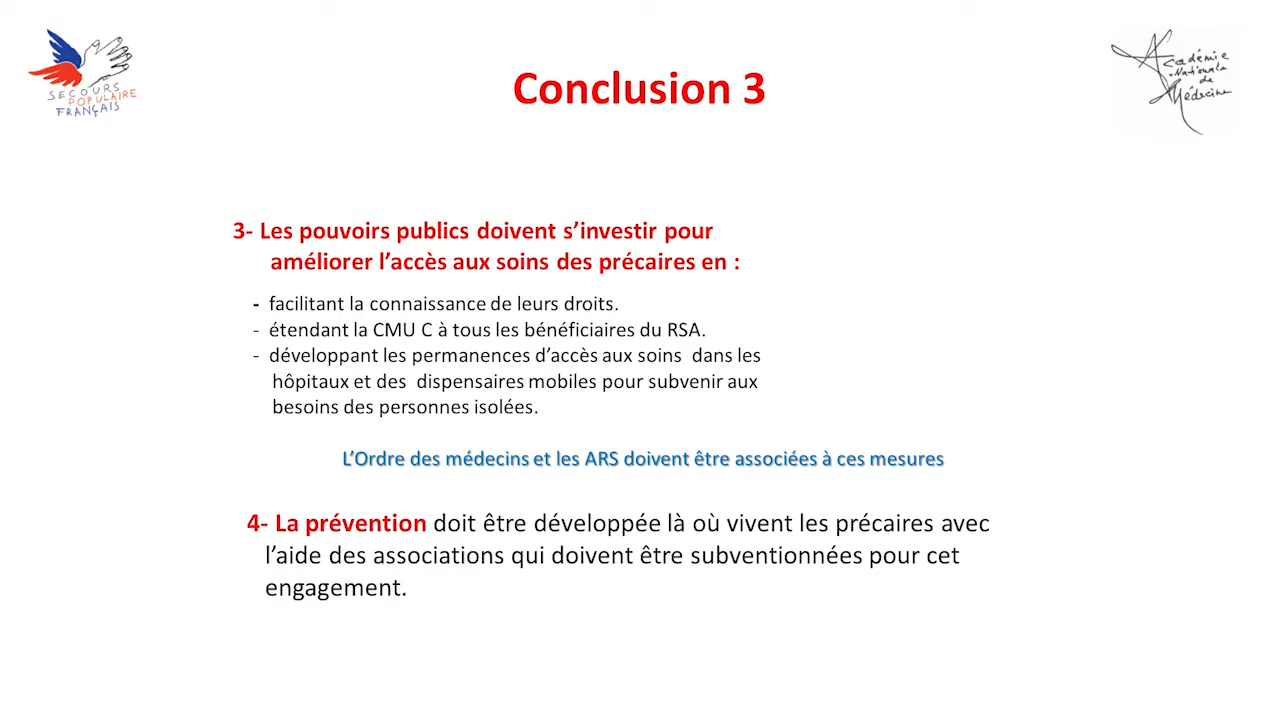 SECOURS
POPULAIRE
FRANÇAIS
Académie
Nationale
de
Médecine
Conclusion 3
3- Les pouvoirs publics doivent s’investir pour
améliorer l’accès aux soins des précaires en :
- facilitant la connaissance de leurs droits.
- étendant la CMU C à tous les bénéficiaires du RSA.
- développant les permanences d’accès aux soins dans les
hôpitaux et des dispensaires mobiles pour subvenir aux
besoins des personnes isolées.
L’Ordre des médecins et les ARS doivent être associées à ces mesures
4- La prévention doit être développée là où vivent les précaires avec
l’aide des associations qui doivent être subventionnées pour cet
engagement.